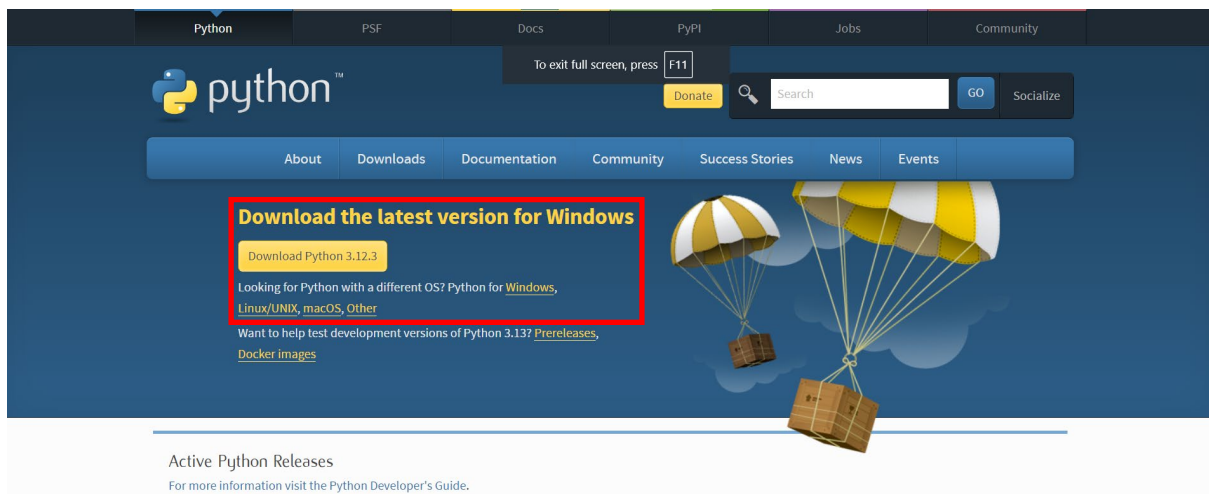 Python PSF Docs PyPI Jobs Community
To exit full screen, press F11
python™
Donate Search GO Socialize
About Downloads Documentation Community Success Stories News Events
Download the latest version for Windows
Download Python 3.12.3
Looking for Python with a different OS? Python for Windows,
Linux/UNIX, macOS, Other
Want to help test development versions of Python 3.13? Prereleases,
Docker images
Active Python Releases
For more information visit the Python Developer's Guide.